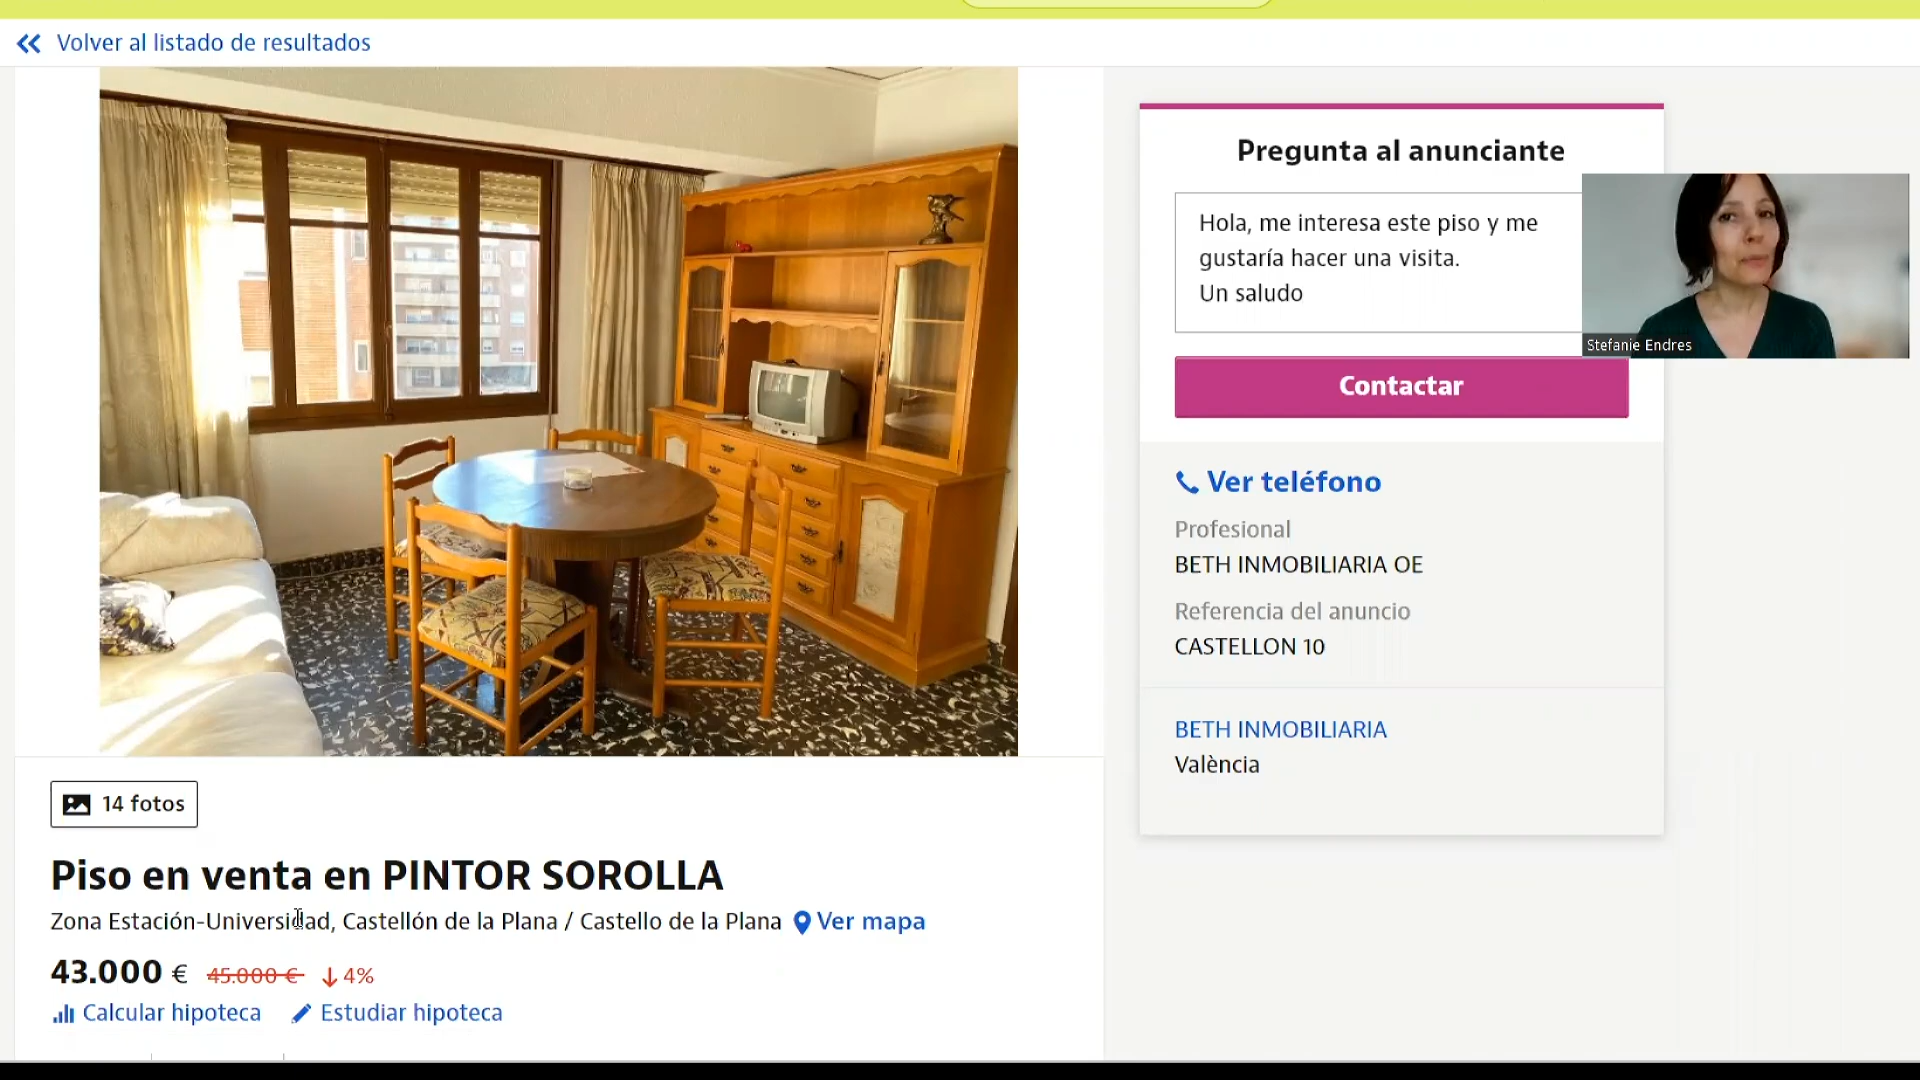 Volver al listado de resultados
Pregunta al anunciante
Hola, me interesa este piso y me
gustaría hacer una visita.
Un saludo
Stefanie Endres
Contactar
Ver teléfono
Profesional
BETH INMOBILIARIA OE
Referencia del anuncio
CASTELLON 10
BETH INMOBILIARIA
València
14 fotos
Piso en venta en PINTOR SOROLLA
Zona Estación-Universidad, Castellón de la Plana / Castello de la Plana Ver mapa
43.000 € 45.000 € 4%
Calcular hipoteca Estudiar hipoteca